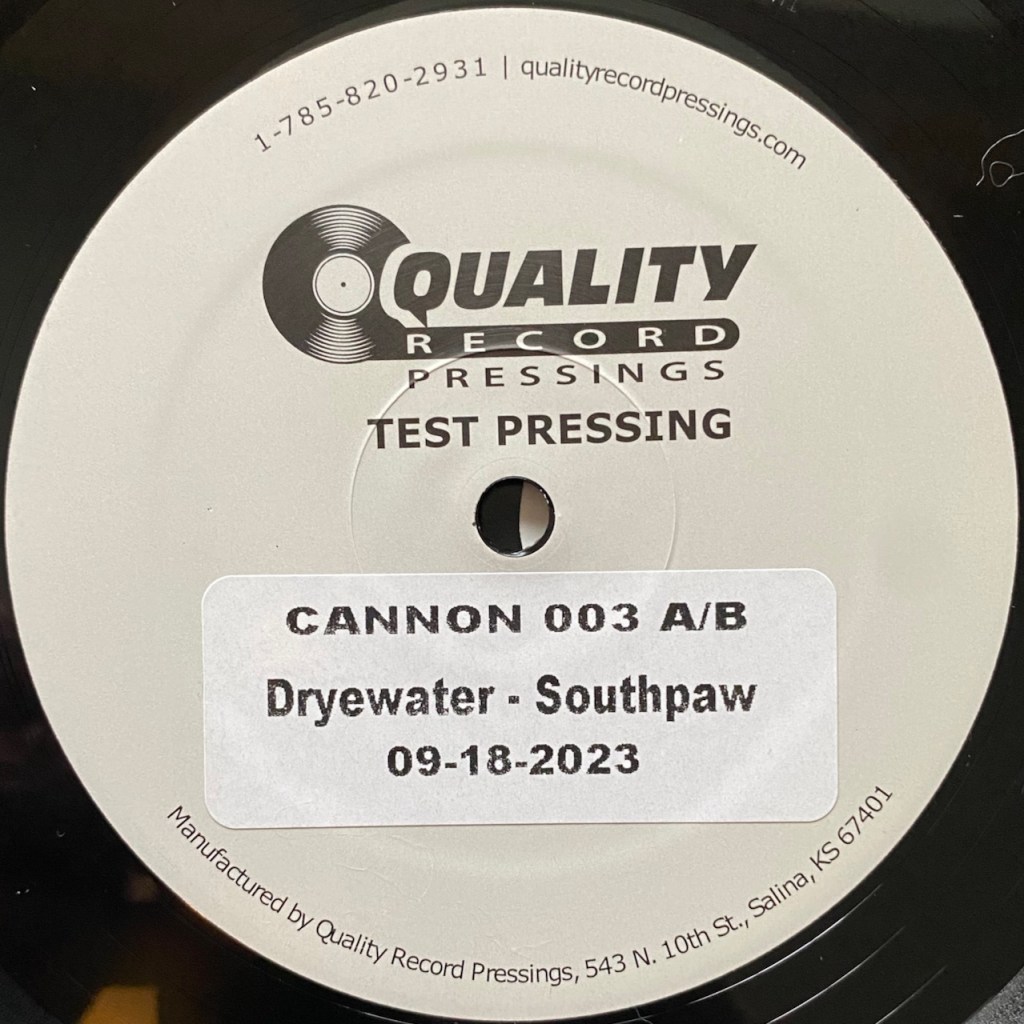 1-785-820-2931 | qualityrecordpressings.com
QUALITY
RECORD
PRESSINGS
TEST PRESSING
CANNON 003 A/B
Dryewater - Southpaw
09-18-2023
Manufactured by Quality Record Pressings, 543 N. 10th St., Salina, KS 67401